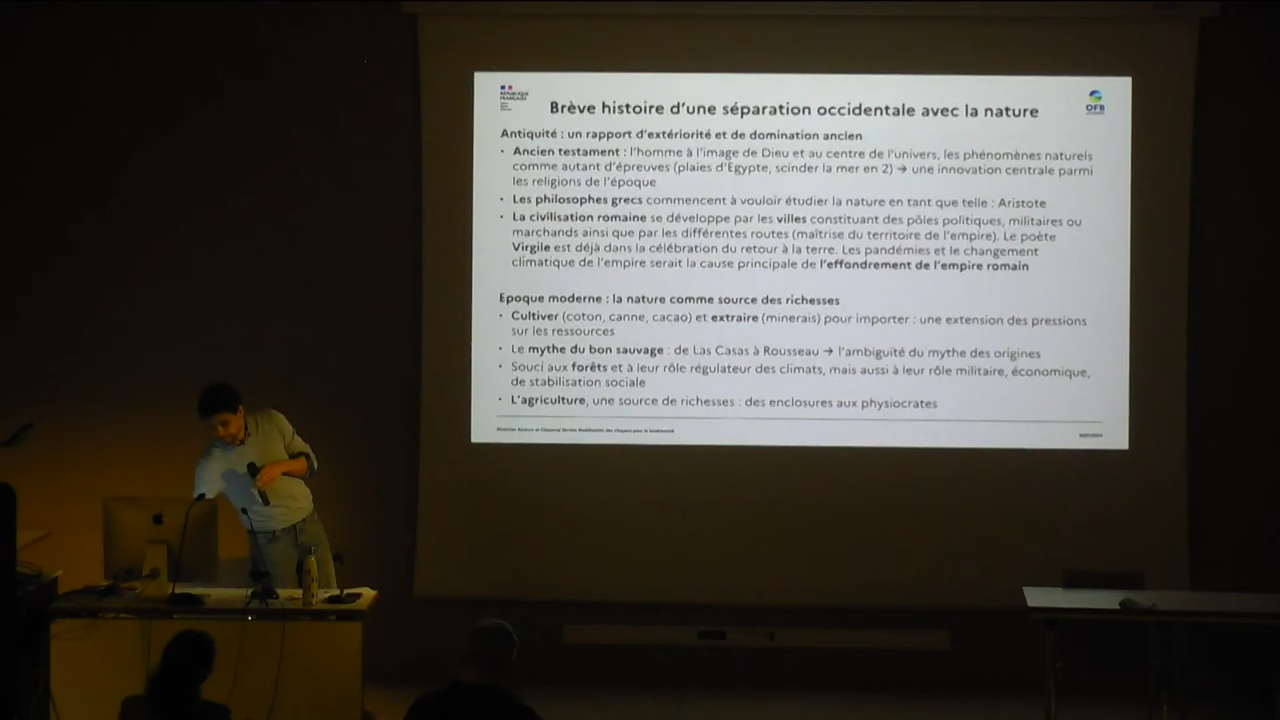 RÉPUBLIQUE
FRANÇAISE
OFB
Brève histoire d'une séparation occidentale avec la nature
Antiquité : un rapport d'extériorité et de domination ancien
• Ancien testament : l'homme à l'image de Dieu et au centre de l'univers, les phénomènes naturels
comme autant d'épreuves (plaies d'Egypte, scinder la mer en 2) → une innovation centrale parmi
les religions de l'époque
• Les philosophes grecs commencent à vouloir étudier la nature en tant que telle : Aristote
• La civilisation romaine se développe par les villes constituant des pôles politiques, militaires ou
marchands ainsi que par les différentes routes (maîtrise du territoire de l'empire). Le poète
Virgile est déjà dans la célébration du retour à la terre. Les pandémies et le changement
climatique de l'empire serait la cause principale de l'effondrement de l'empire romain
Epoque moderne : la nature comme source des richesses
• Cultiver (coton, canne, cacao) et extraire (minerais) pour importer : une extension des pressions
sur les ressources
• Le mythe du bon sauvage : de Las Casas à Rousseau → l'ambiguïté du mythe des origines
• Souci aux forêts et à leur rôle régulateur des climats, mais aussi à leur rôle militaire, économique,
de stabilisation sociale
• L'agriculture, une source de richesses : des enclosures aux physiocrates